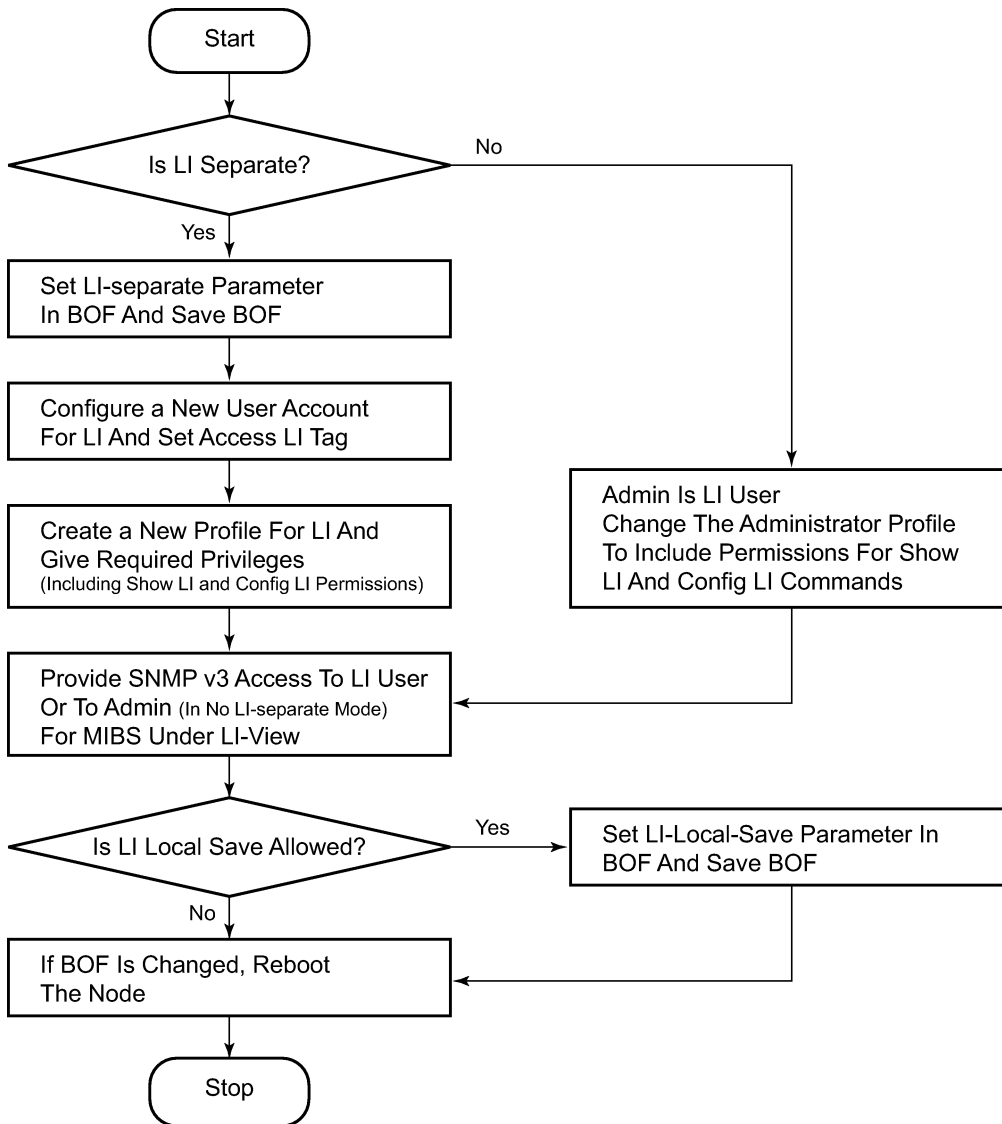 Start
Is LI Separate?
No
Yes
Set LI-separate Parameter
In BOF And Save BOF
Configure a New User Account
For LI And Set Access LI Tag
Create a New Profile For LI And
Give Required Privileges
(Including Show LI and Config LI Permissions)
Admin Is LI User
Change The Administrator Profile
To Include Permissions For Show
LI And Config LI Commands
Provide SNMP v3 Access To LI User
Or To Admin (In No LI-separate Mode)
For MIBS Under LI-View
Is LI Local Save Allowed?
Yes
Set LI-Local-Save Parameter In
BOF And Save BOF
No
If BOF Is Changed, Reboot
The Node
Stop